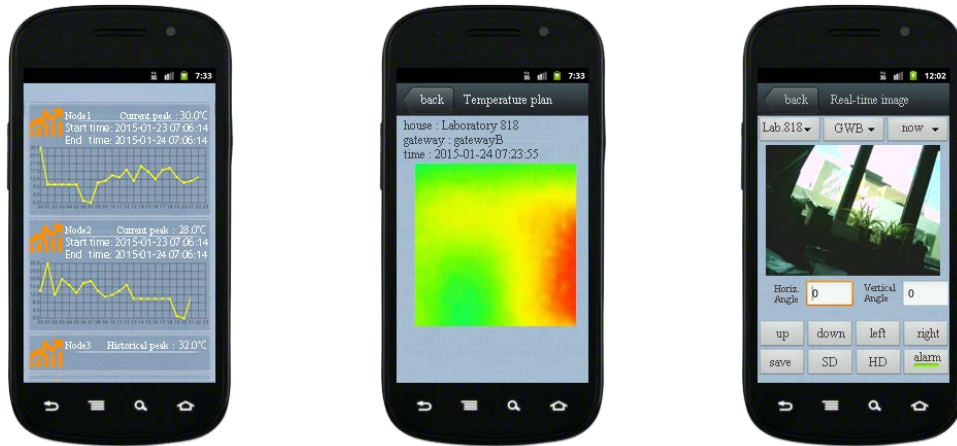 7:33
Node1 Current peak : 30.0°C
Start time: 2015-01-23 07:06:14
End time: 2015-01-24 07:06:14
Node2 Current peak : 28.0°C
Start time: 2015-01-23 07:06:14
End time: 2015-01-24 07:06:14
Node3 Historical peak : 32.0°C
7:33
back Temperature plan
house : Laboratory 818
gateway : gatewayB
time : 2015-01-24 07:23:55
12:02
back Real-time image
Lab.818 GWB now
Horiz. Angle 0 Vertical Angle 0
up down left right
save SD HD alarm